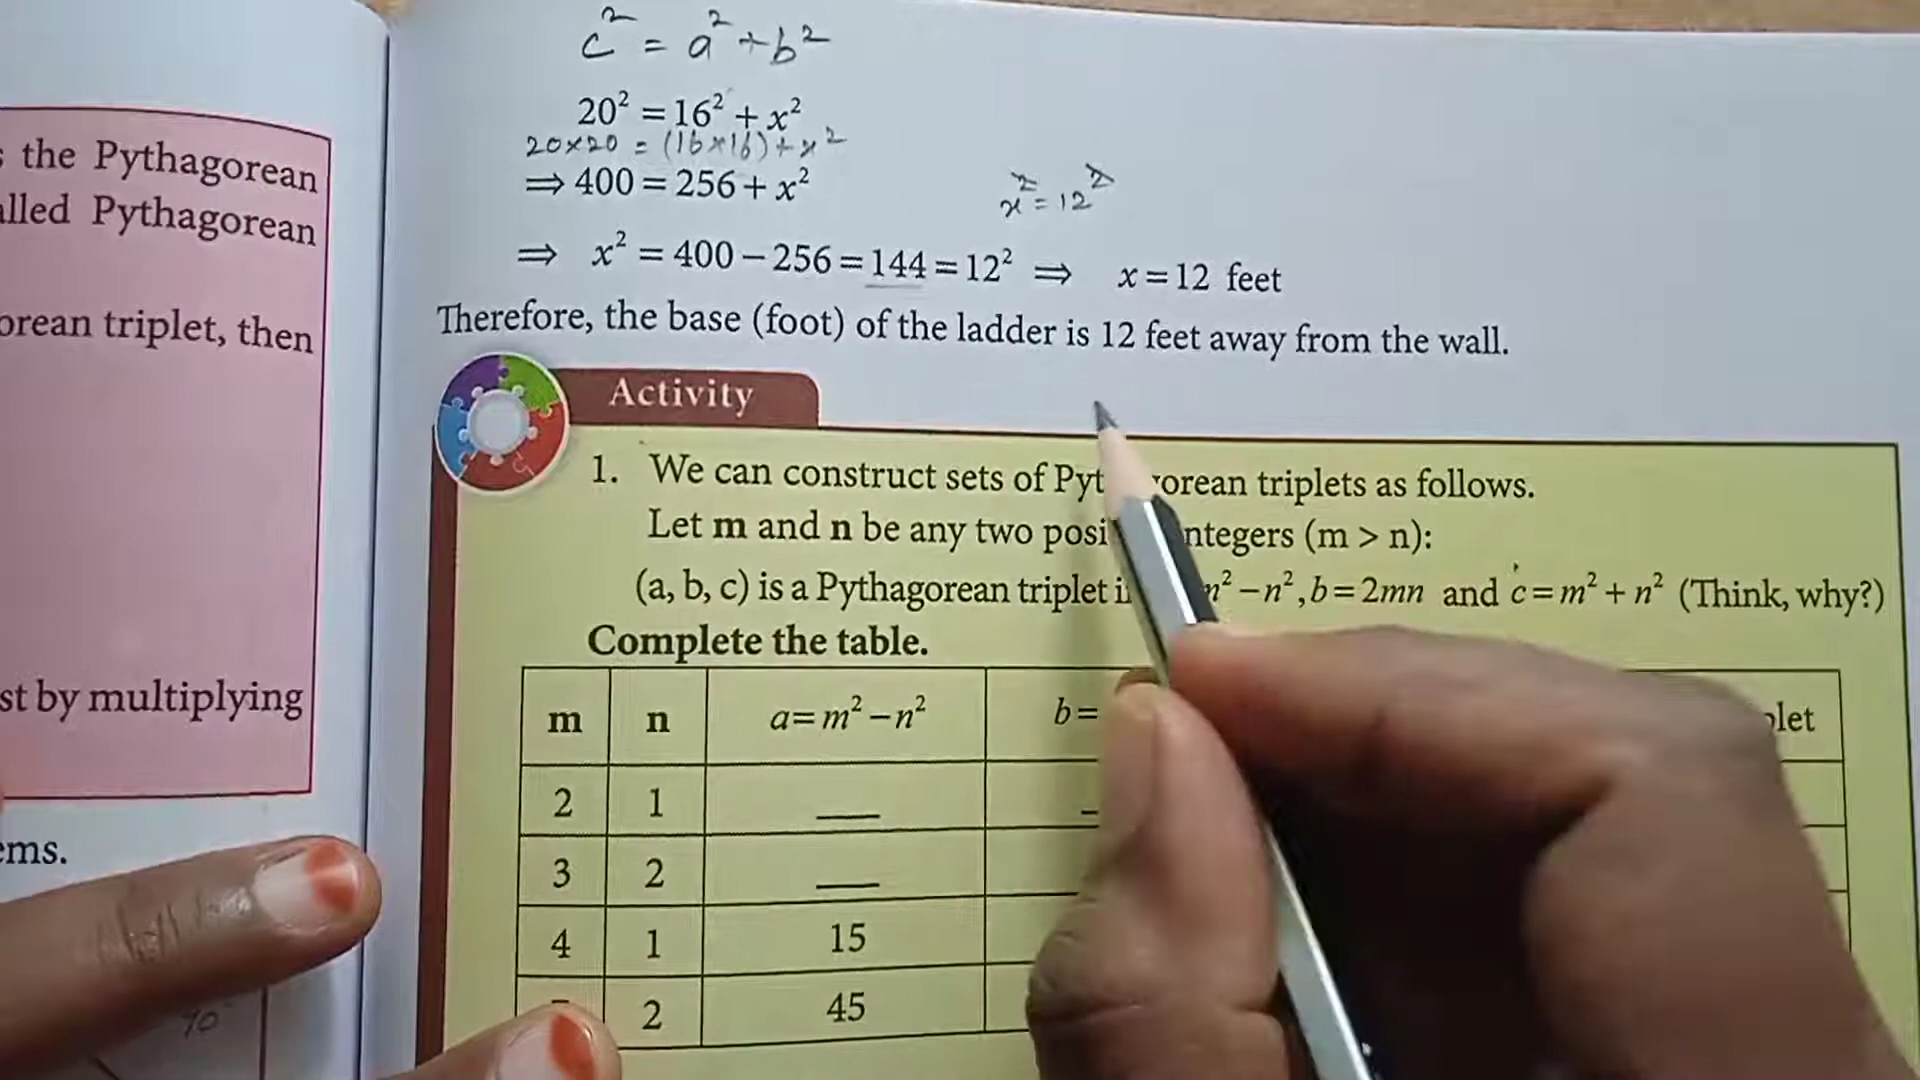 c² = a² + b²
20² = 16² + x²
20×20 = (16×16) + x²
⇒ 400 = 256 + x²
x² = 12²
⇒ x² = 400 − 256 = 144 = 12² ⇒ x = 12 feet
Therefore, the base (foot) of the ladder is 12 feet away from the wall.
the Pythagorean
Pythagorean
triplet, then
by multiplying
Activity
1. We can construct sets of Pyt orean triplets as follows.
Let m and n be any two posi ntegers (m > n):
(a, b, c) is a Pythagorean triplet i n² − n², b = 2mn and c = m² + n² (Think, why?)
Complete the table.
m n a = m² − n² b = let
2 1 ___
3 2 ___
4 1 15
2 45